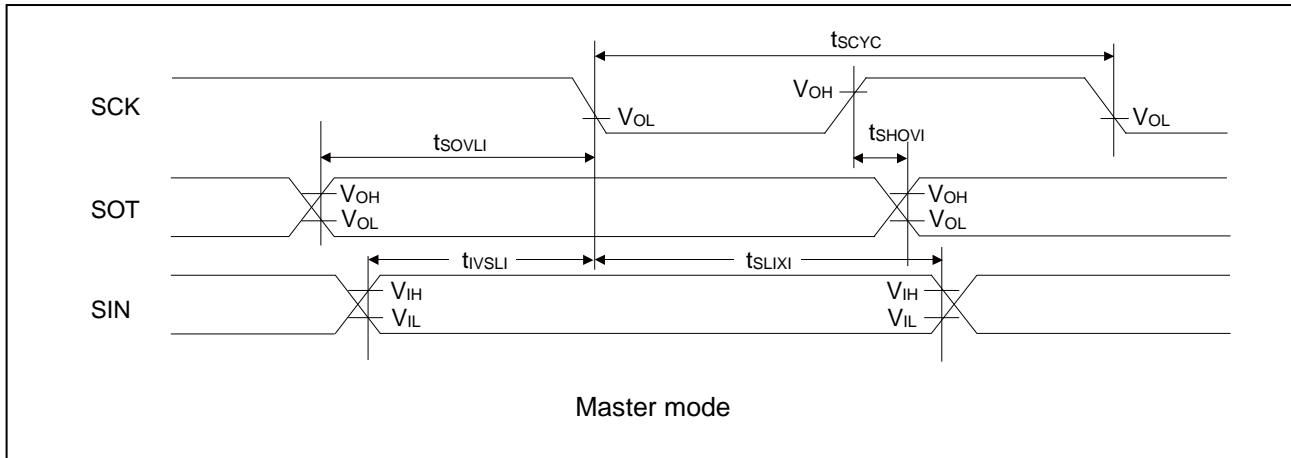 tSCYC
SCK
VOH
VOL
VOL
tSHOVI
tSOVLI
SOT
VOH
VOL
VOH
VOL
tIVSLI
tSLIXI
SIN
VIH
VIL
VIH
VIL
Master mode